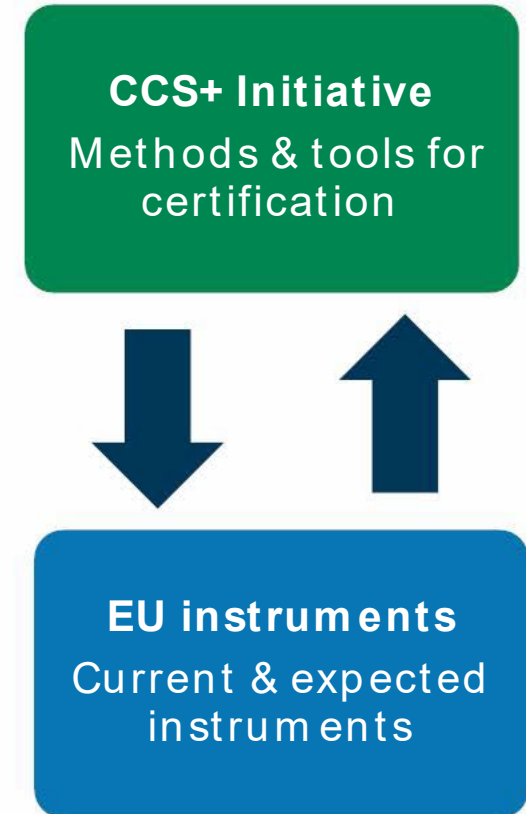 CCS+ Initiative
Methods & tools for
certification
EU instruments
Current & expected
instruments